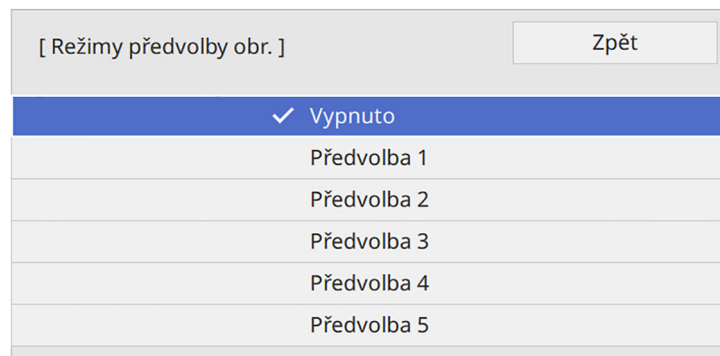 [ Režimy předvolby obr. ]
Zpět
Vypnuto
Předvolba 1
Předvolba 2
Předvolba 3
Předvolba 4
Předvolba 5